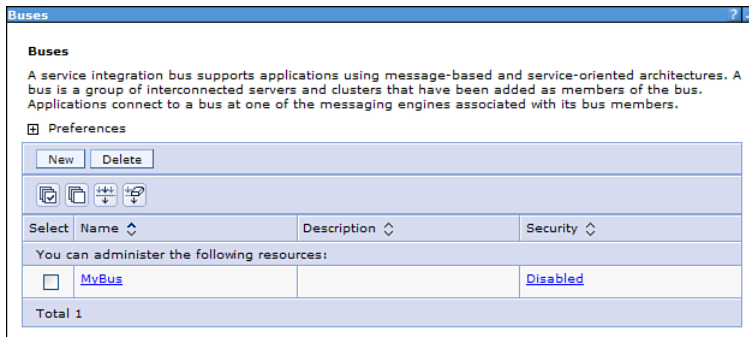 Buses
?
Buses
A service integration bus supports applications using message-based and service-oriented architectures. A
bus is a group of interconnected servers and clusters that have been added as members of the bus.
Applications connect to a bus at one of the messaging engines associated with its bus members.
Preferences
New Delete
Select Name Description Security
You can administer the following resources:
MyBus Disabled
Total 1